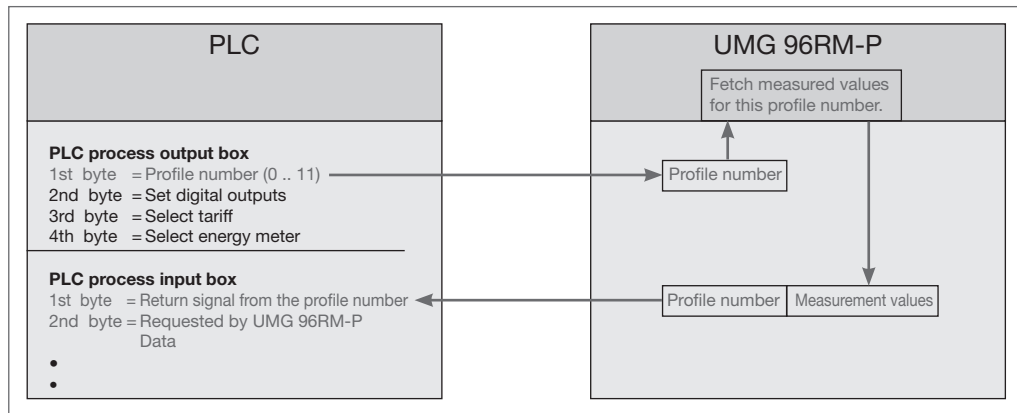 PLC
PLC process output box
1st byte = Profile number (0 .. 11)
2nd byte = Set digital outputs
3rd byte = Select tariff
4th byte = Select energy meter
PLC process input box
1st byte = Return signal from the profile number
2nd byte = Requested by UMG 96RM-P
Data
•
•
UMG 96RM-P
Fetch measured values
for this profile number.
Profile number
Profile number Measurement values